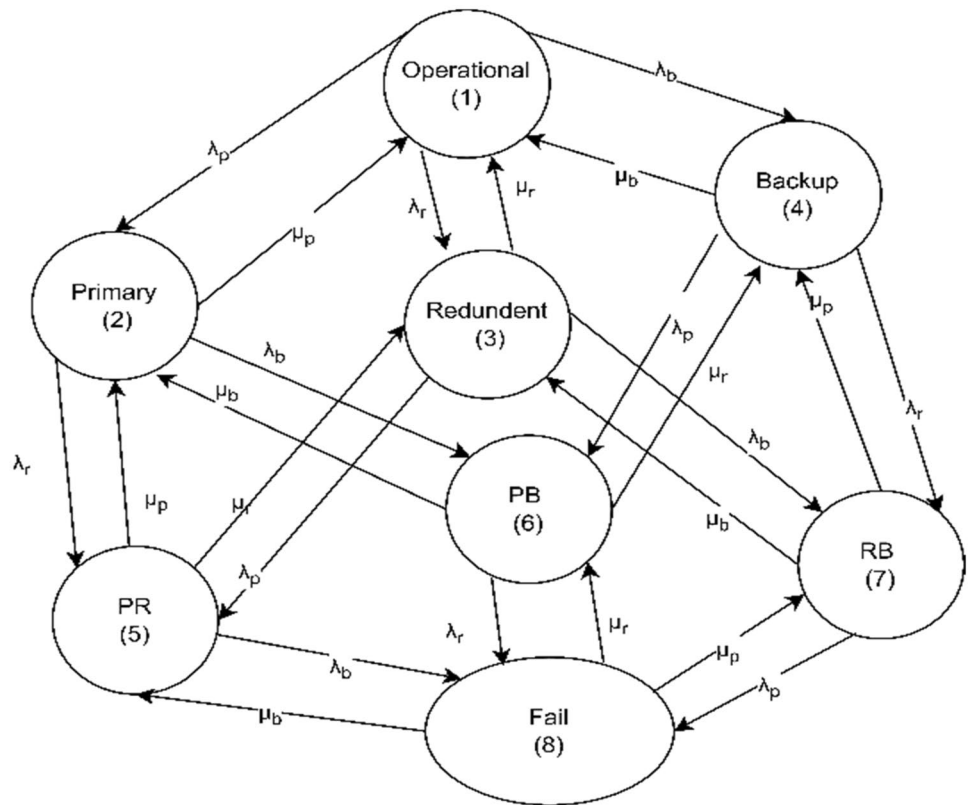 Operational
(1)
λb
λp
μb
Backup
(4)
λr
μr
μp
Primary
(2)
Redundent
(3)
μp
λb
λp
μb
μr
λr
λb
λr
PB
(6)
μb
μp
μr
RB
(7)
λp
PR
(5)
λr
μr
μp
λb
λp
μb
Fail
(8)